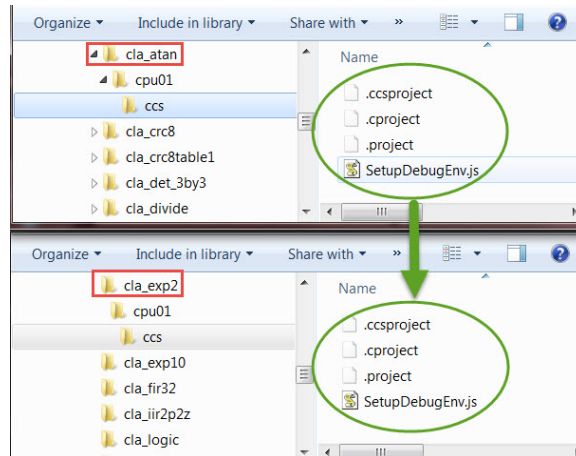 Organize Include in library Share with »
cla_atan
cpu01
ccs
cla_crc8
cla_crc8table1
cla_det_3by3
cla_divide
Name
.ccsproject
.cproject
.project
SetupDebugEnv.js
Organize Include in library Share with »
cla_exp2
cpu01
ccs
cla_exp10
cla_fir32
cla_iir2p2z
cla_logic
Name
.ccsproject
.cproject
.project
SetupDebugEnv.js